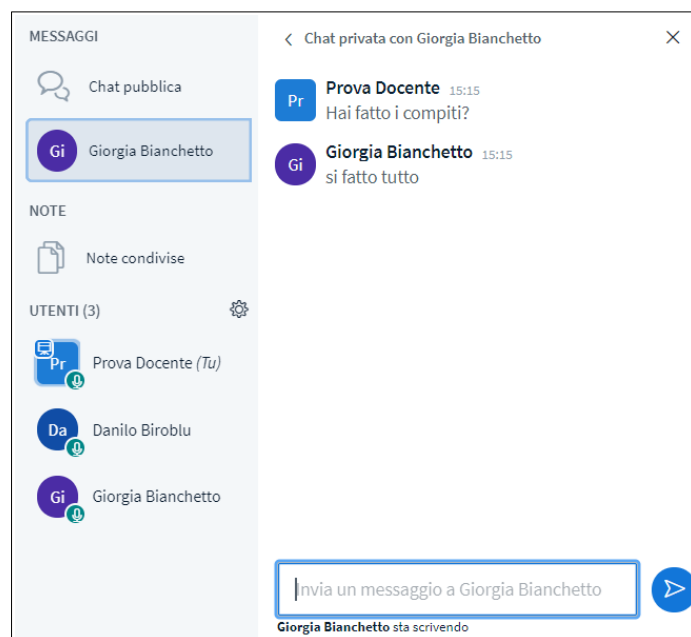 MESSAGGI
Chat pubblica
Gi Giorgia Bianchetto
NOTE
Note condivise
UTENTI (3)
Pr Prova Docente (Tu)
Da Danilo Biroblu
Gi Giorgia Bianchetto
Chat privata con Giorgia Bianchetto
Pr Prova Docente 15:15
Hai fatto i compiti?
Gi Giorgia Bianchetto 15:15
si fatto tutto
Invia un messaggio a Giorgia Bianchetto
Giorgia Bianchetto sta scrivendo